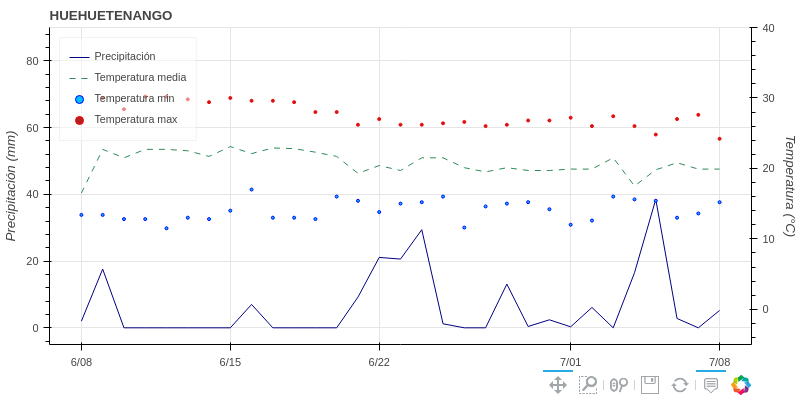 HUEHUETENANGO
Precipitación
Temperatura media
Temperatura min
Temperatura max
80
60
40
20
0
Precipitación (mm)
40
30
20
10
0
Temperatura (°C)
6/08
6/15
6/22
7/01
7/08